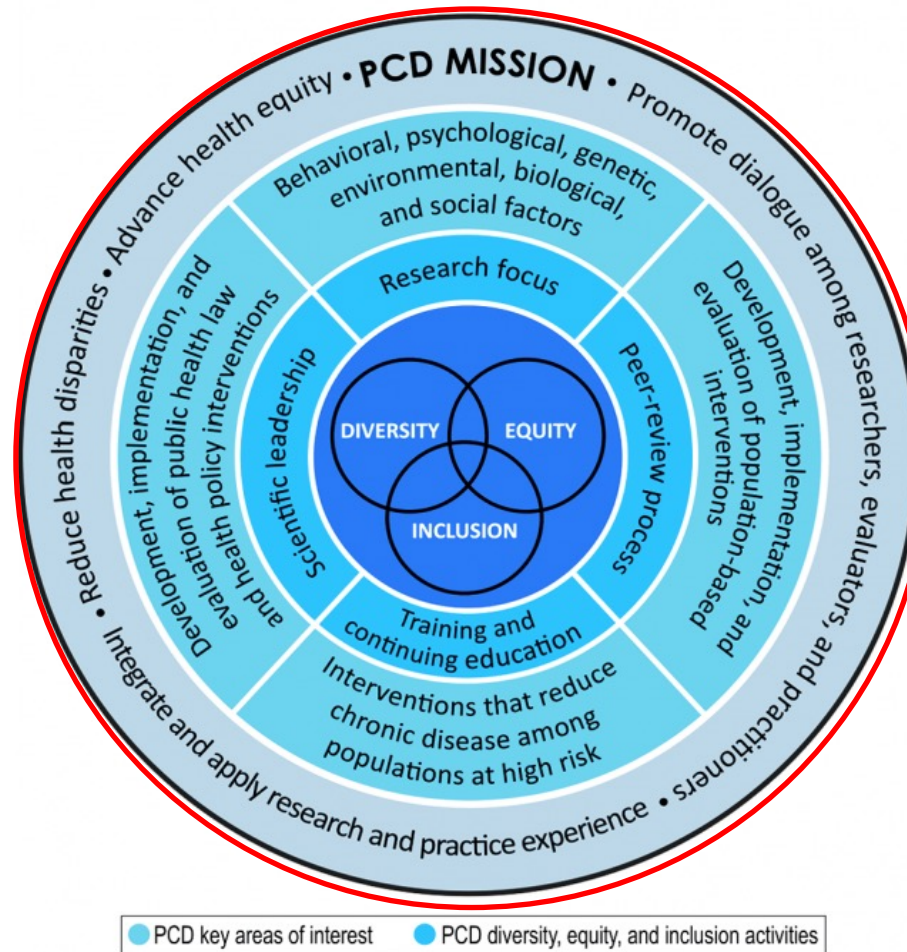 PCD MISSION
• Promote dialogue among researchers, evaluators, and practitioners
• Integrate and apply research and practice experience
• Reduce health disparities
• Advance health equity •
Behavioral, psychological, genetic,
environmental, biological,
and social factors
Development, implementation, and
evaluation of population-based
interventions
Interventions that reduce
chronic disease among
populations at high risk
Development, implementation, and
evaluation of public health law
and health policy interventions
Research focus
Peer-review process
Training and
continuing education
Scientific leadership
DIVERSITY
EQUITY
INCLUSION
PCD key areas of interest
PCD diversity, equity, and inclusion activities